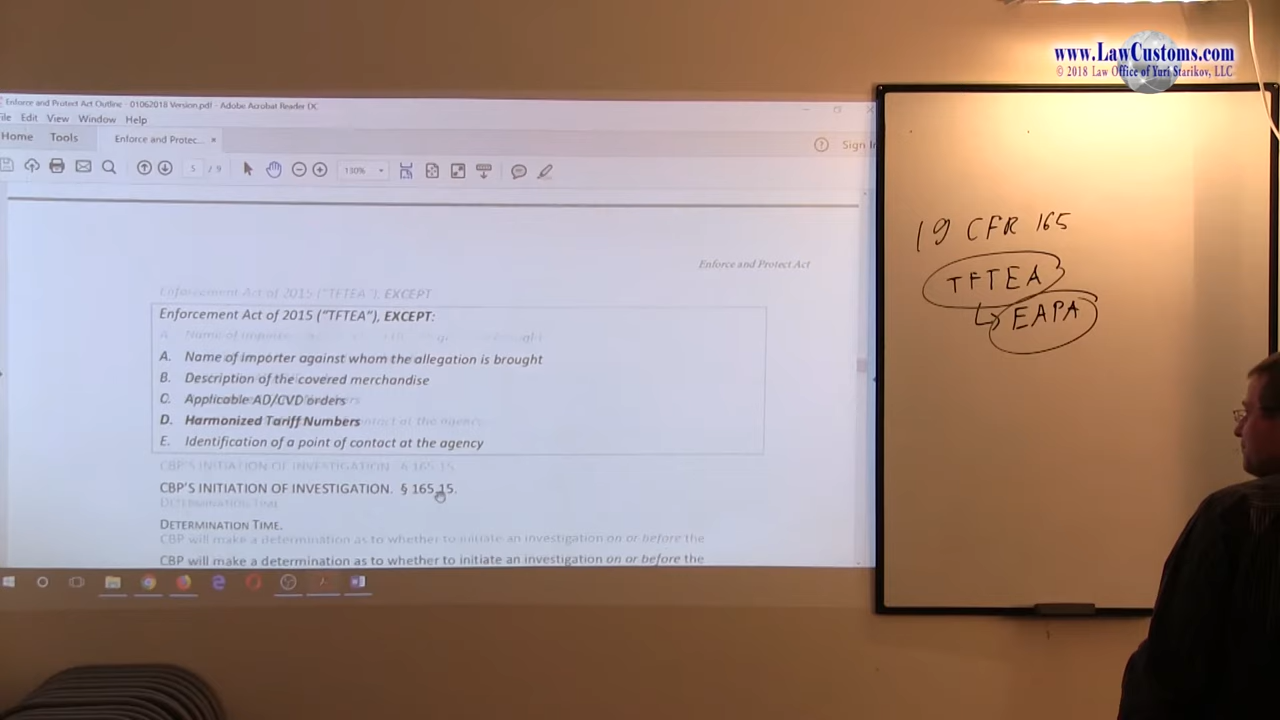 www.LawCustoms.com
© 2018 Law Office of Yuri Starikov, LLC
Enforce and Protect Act Outline - 01062018 Version.pdf - Adobe Acrobat Reader DC
File Edit View Window Help
Home Tools Enforce and Protec... ×
Sign In
5 / 9 130%
Enforce and Protect Act
Enforcement Act of 2015 ("TFTEA"), EXCEPT:
A. Name of importer against whom the allegation is brought
B. Description of the covered merchandise
C. Applicable AD/CVD orders
D. Harmonized Tariff Numbers
E. Identification of a point of contact at the agency
CBP'S INITIATION OF INVESTIGATION. § 165.15.
DETERMINATION TIME.
CBP will make a determination as to whether to initiate an investigation on or before the
19 CFR 165
TFTEA
EAPA